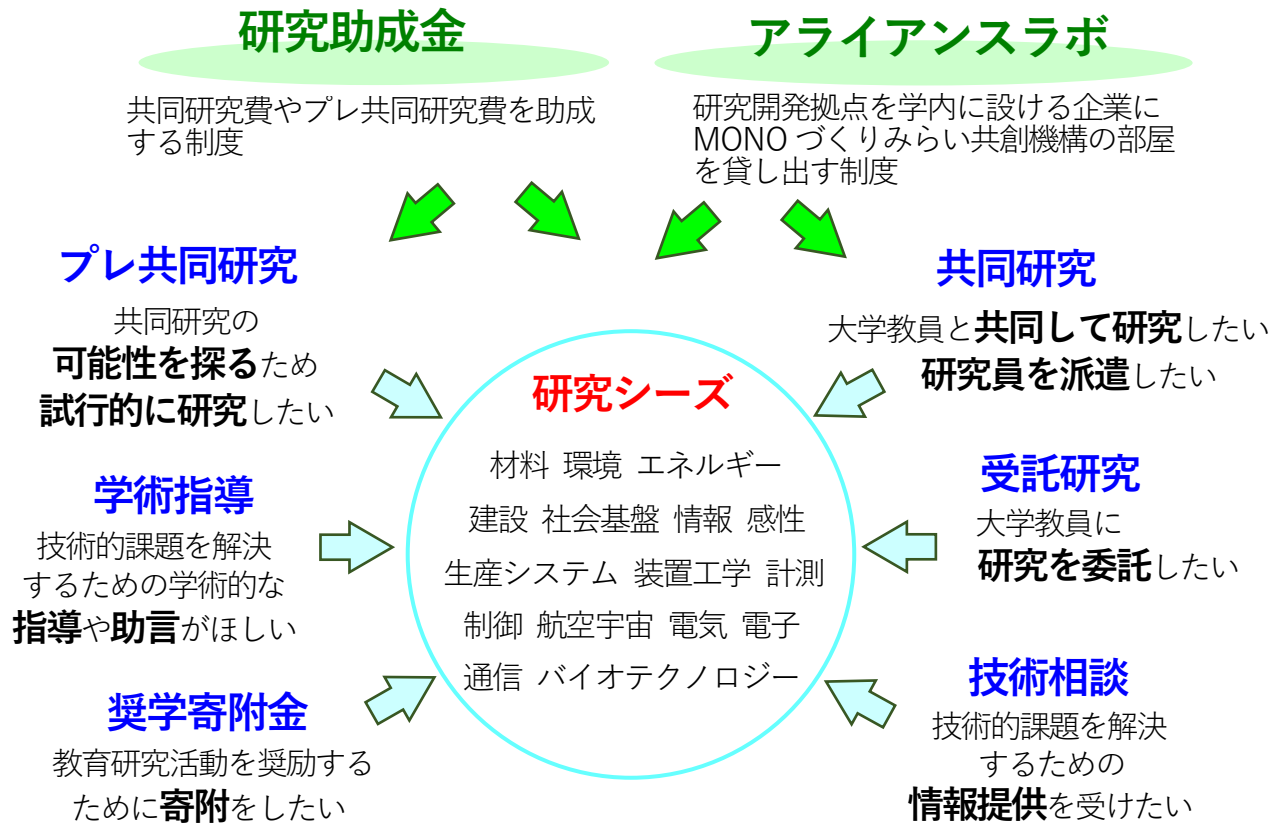 研究助成金
共同研究費やプレ共同研究費を助成
する制度
アライアンスラボ
研究開発拠点を学内に設ける企業に
MONO づくりみらい共創機構の部屋
を貸し出す制度
プレ共同研究
共同研究の
可能性を探るため
試行的に研究したい
学術指導
技術的課題を解決
するための学術的な
指導や助言がほしい
奨学寄附金
教育研究活動を奨励する
ために寄附をしたい
研究シーズ
材料 環境 エネルギー
建設 社会基盤 情報 感性
生産システム 装置工学 計測
制御 航空宇宙 電気 電子
通信 バイオテクノロジー
共同研究
大学教員と共同して研究したい
研究員を派遣したい
受託研究
大学教員に
研究を委託したい
技術相談
技術的課題を解決
するための
情報提供を受けたい